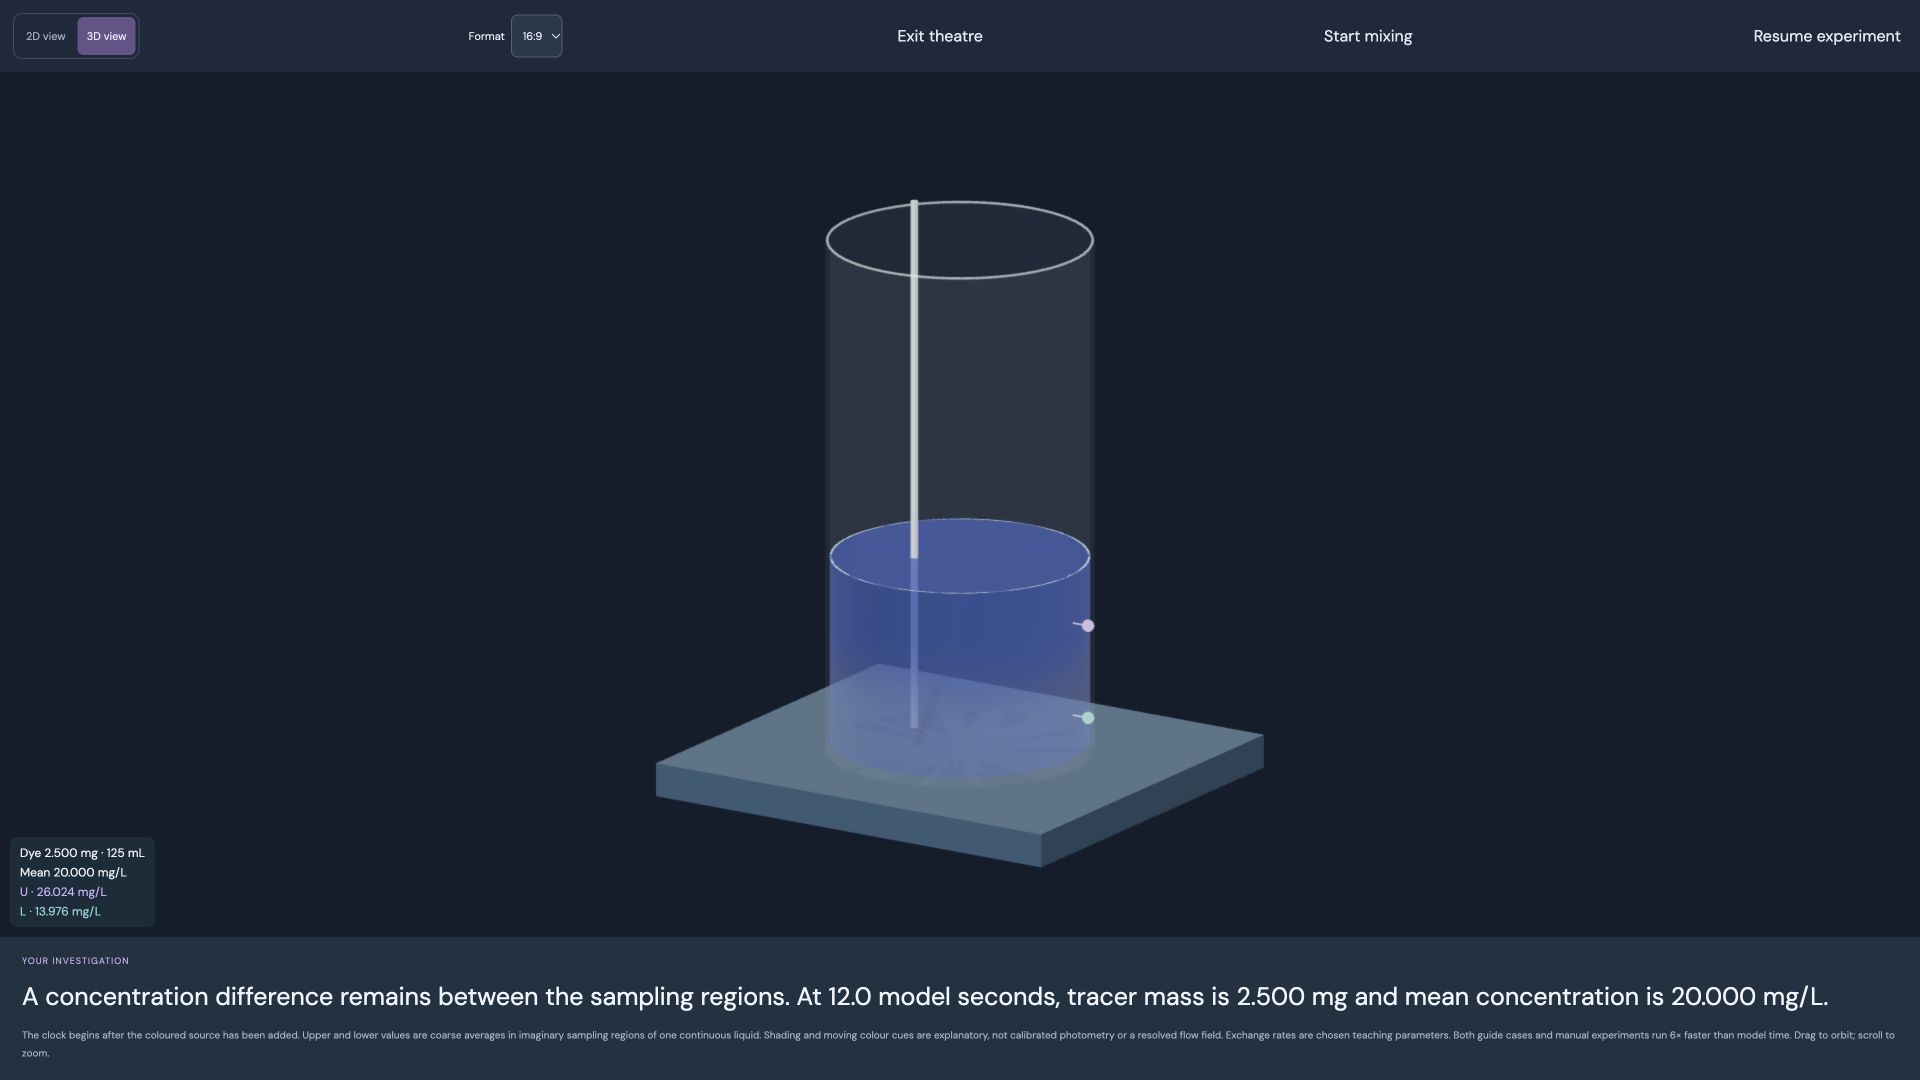 2D view
3D view
Format
16:9
Exit theatre
Start mixing
Resume experiment
Dye 2.500 mg · 125 mL
Mean 20.000 mg/L
U · 26.024 mg/L
L · 13.976 mg/L
YOUR INVESTIGATION
A concentration difference remains between the sampling regions. At 12.0 model seconds, tracer mass is 2.500 mg and mean concentration is 20.000 mg/L.
The clock begins after the coloured source has been added. Upper and lower values are coarse averages in imaginary sampling regions of one continuous liquid. Shading and moving colour cues are explanatory, not calibrated photometry or a resolved flow field. Exchange rates are chosen teaching parameters. Both guide cases and manual experiments run 6× faster than model time. Drag to orbit; scroll to
zoom.